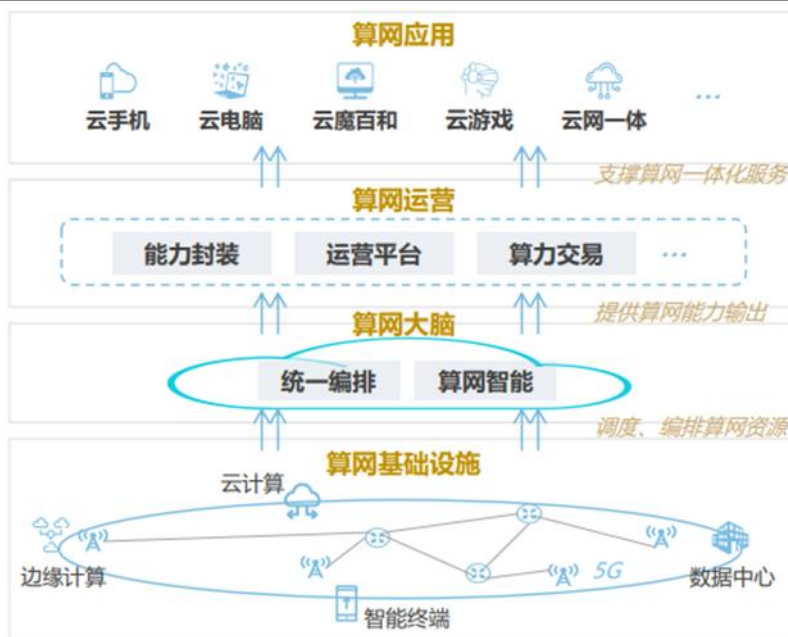 算网应用
云手机 云电脑 云魔百和 云游戏 云网一体 ...
支撑算网一体化服务
算网运营
能力封装 运营平台 算力交易 ...
提供算网能力输出
算网大脑
统一编排 算网智能
调度、编排算网资源
算网基础设施
云计算
边缘计算 5G 数据中心
智能终端